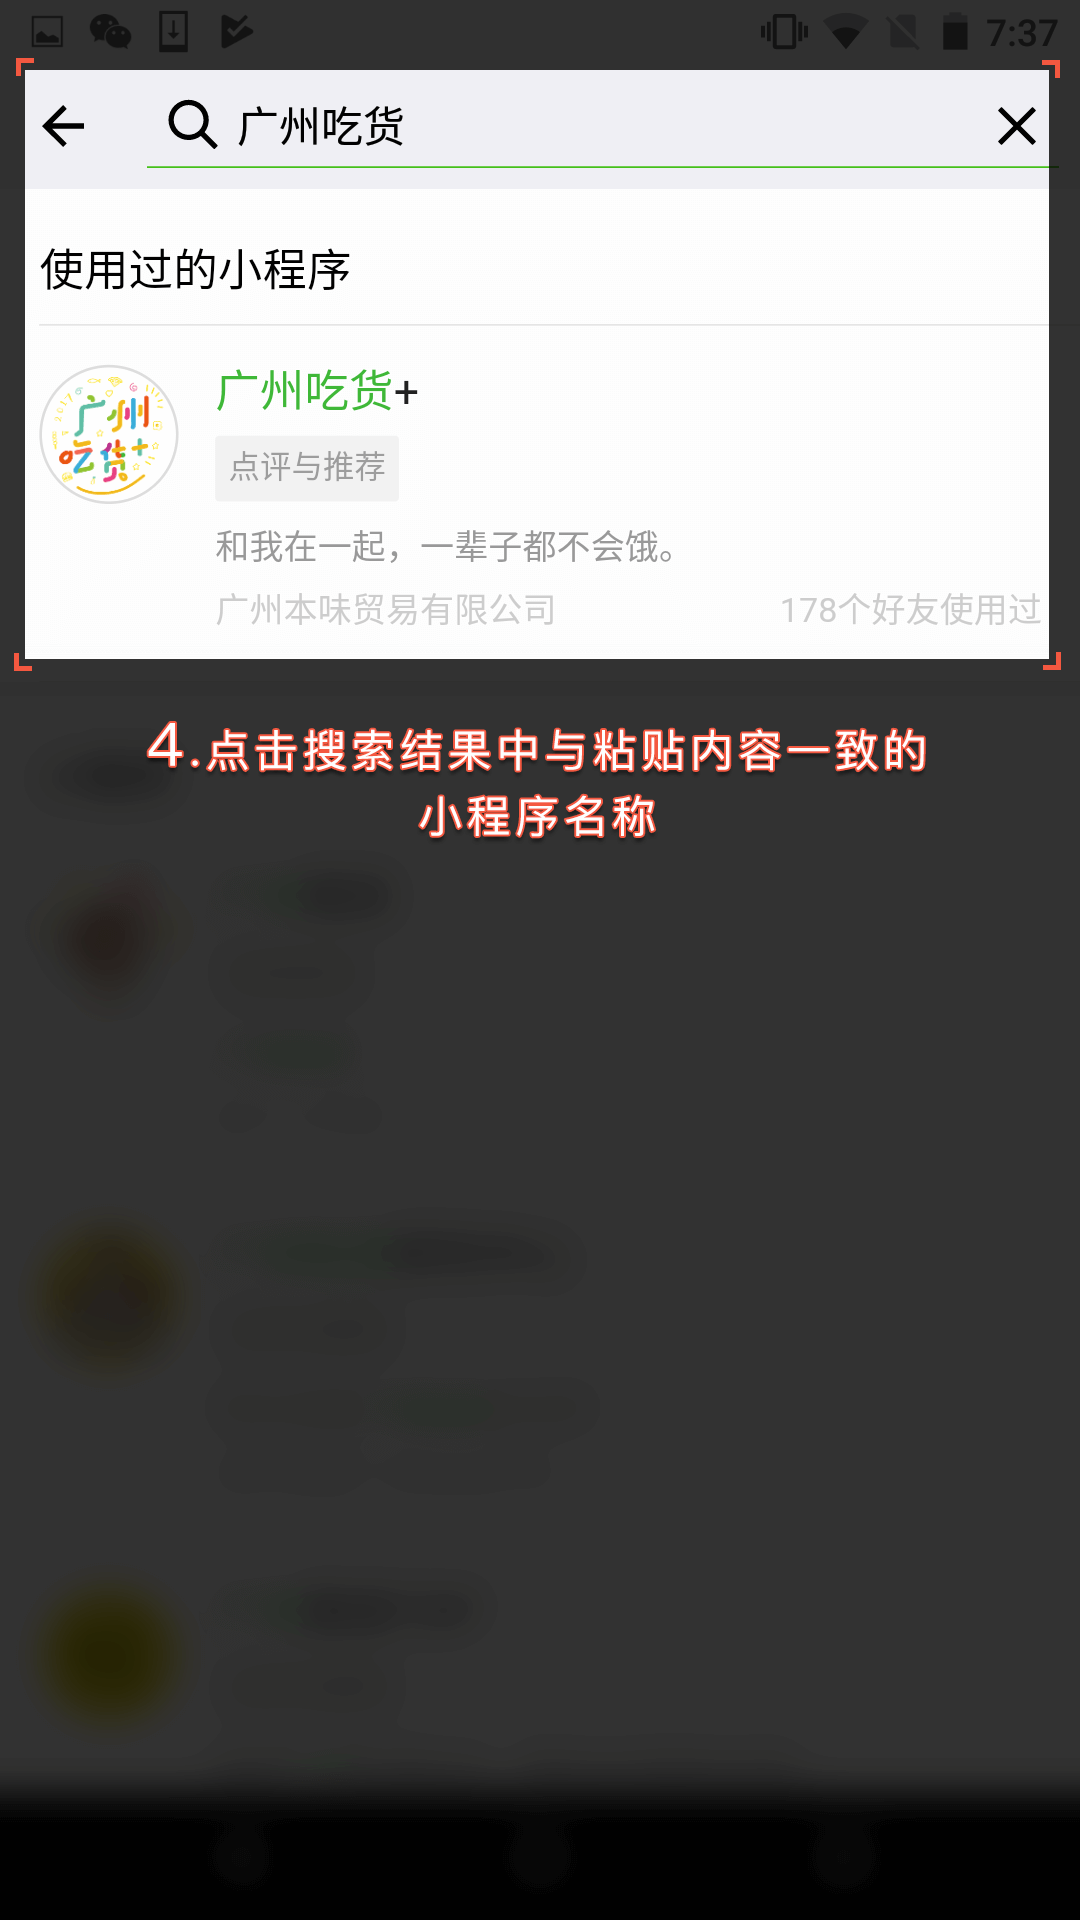 7:37
广州吃货
使用过的小程序
广州
吃货+
广州吃货+
点评与推荐
和我在一起，一辈子都不会饿。
广州本味贸易有限公司 178个好友使用过
4.点击搜索结果中与粘贴内容一致的
小程序名称